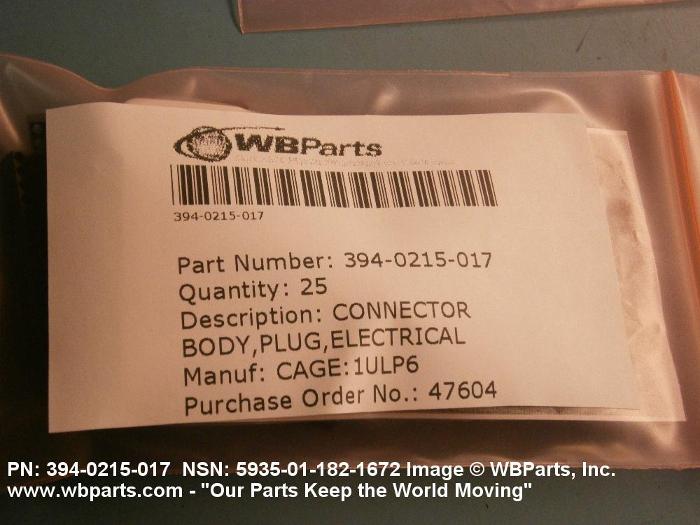 WBParts
394-0215-017
Part Number: 394-0215-017
Quantity: 25
Description: CONNECTOR
BODY,PLUG,ELECTRICAL
Manuf: CAGE:1ULP6
Purchase Order No.: 47604
PN: 394-0215-017 NSN: 5935-01-182-1672 Image © WBParts, Inc.
www.wbparts.com - "Our Parts Keep the World Moving"